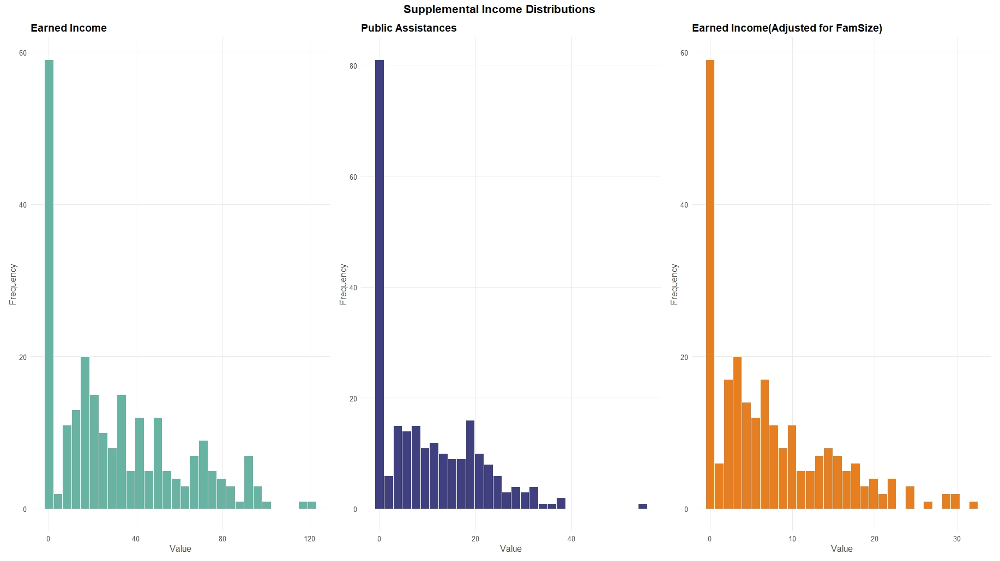 Supplemental Income Distributions
Earned Income
60
40
20
0
Frequency
0 40 80 120
Value
Public Assistances
80
60
40
20
0
Frequency
0 20 40
Value
Earned Income(Adjusted for FamSize)
60
40
20
0
Frequency
0 10 20 30
Value